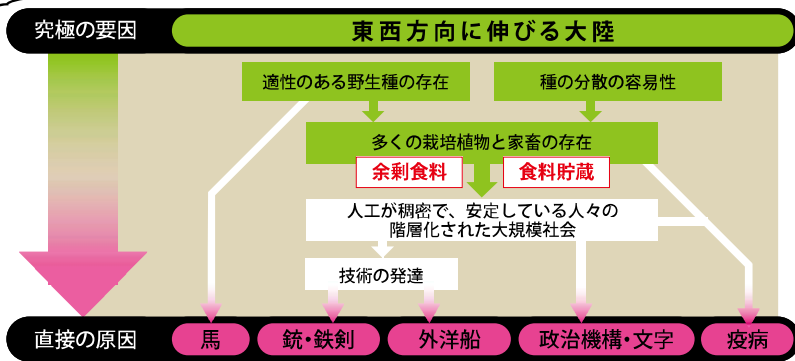 究極の要因
東西方向に伸びる大陸
適性のある野生種の存在
種の分散の容易性
多くの栽培植物と家畜の存在
余剰食料
食料貯蔵
人工が稠密で、安定している人々の
階層化された大規模社会
技術の発達
直接の原因
馬
銃・鉄剣
外洋船
政治機構・文字
疫病